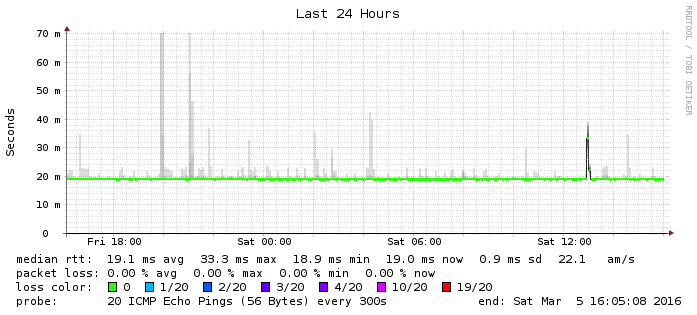 Last 24 Hours
RRDTOOL / TOBI OETIKER
Seconds
70 m
60 m
50 m
40 m
30 m
20 m
10 m
0
Fri 18:00 Sat 00:00 Sat 06:00 Sat 12:00
median rtt: 19.1 ms avg 33.3 ms max 18.9 ms min 19.0 ms now 0.9 ms sd 22.1 am/s
packet loss: 0.00 % avg 0.00 % max 0.00 % min 0.00 % now
loss color: 0 1/20 2/20 3/20 4/20 10/20 19/20
probe: 20 ICMP Echo Pings (56 Bytes) every 300s end: Sat Mar 5 16:05:08 2016